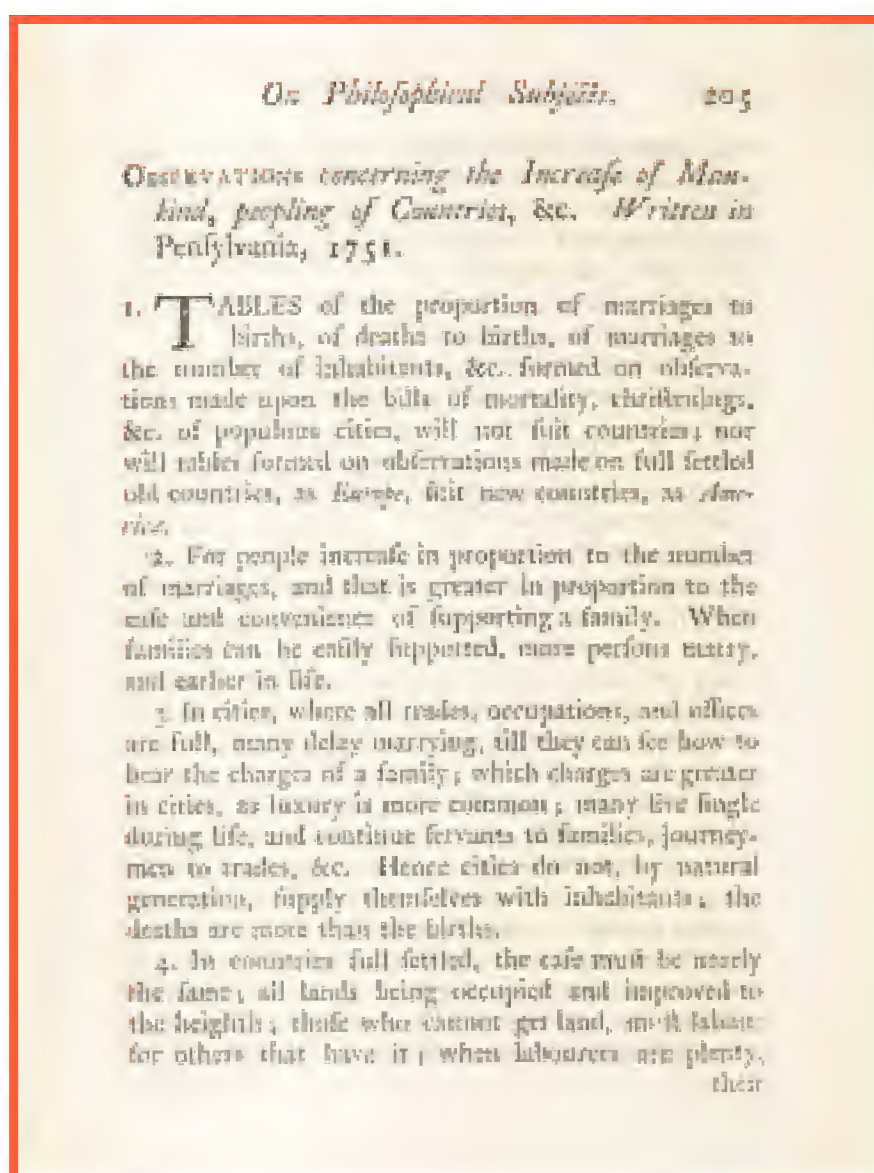 On Philoſophical Subjects. 205
OBSERVATIONS concerning the Increaſe of Man-
kind, peopling of Countries, &c. Written in
Penſylvania, 1751.
1. TABLES of the proportion of marriages to
births, of deaths to births, of marriages to
the number of inhabitants, &c. formed on obſerva-
tions made upon the bills of mortality, chriſtnings,
&c. of populous cities, will not ſuit countries; nor
will tables formed on obſervations made on full ſettled
old countries, as Europe, ſuit new countries, as Ame-
rica.
2. For people increaſe in proportion to the number
of marriages, and that is greater in proportion to the
eaſe and convenience of ſupporting a family. When
families can be eaſily ſupported, more perſons marry,
and earlier in life.
3. In cities, where all trades, occupations, and offices
are full, many delay marrying, till they can ſee how to
bear the charges of a family; which charges are greater
in cities, as luxury is more common; many live ſingle
during life, and continue ſervants to families, journey-
men to trades, &c. Hence cities do not, by natural
generation, ſupply themſelves with inhabitants; the
deaths are more than the births.
4. In countries full ſettled, the caſe muſt be nearly
the ſame; all lands being occupied and improved to
the heighth; thoſe who cannot get land, muſt labour
for others that have it; when labourers are plenty,
their